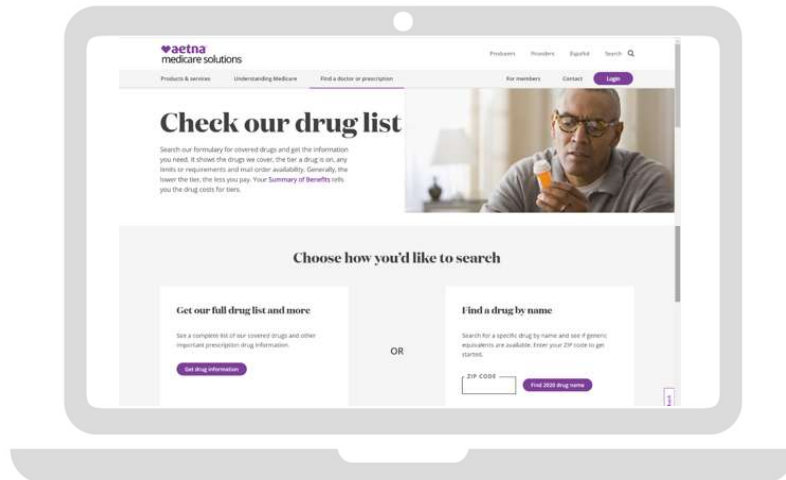 aetna
medicare solutions
Producers Providers Español Search
Products & services Understanding Medicare Find a doctor or prescription For members Contact Login
Check our drug list
Search our formulary for covered drugs and get the information
you need. It shows the drugs we cover, the tier a drug is on, any
limits or requirements and mail order availability. Generally, the
lower the tier, the less you pay. Your Summary of Benefits tells
you the drug costs for tiers.
Choose how you'd like to search
Get our full drug list and more
See a complete list of our covered drugs and other
important prescription drug information.
Get drug information
OR
Find a drug by name
Search for a specific drug by name and see if generic
equivalents are available. Enter your ZIP code to get
started.
ZIP CODE
Find 2020 drug name